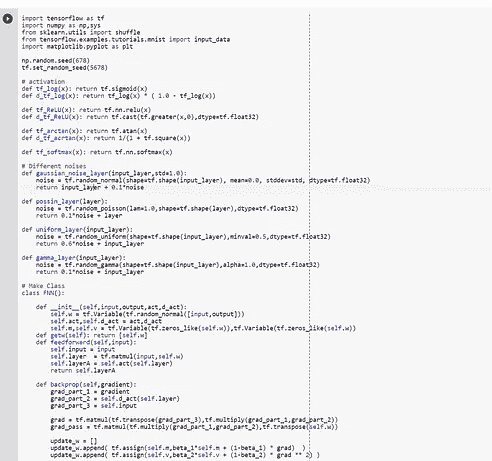 import tensorflow as tf
import numpy as np,sys
from sklearn.utils import shuffle
from tensorflow.examples.tutorials.mnist import input_data
import matplotlib.pyplot as plt
np.random.seed(678)
tf.set_random_seed(5678)
# activation
def tf_log(x): return tf.sigmoid(x)
def d_tf_log(x): return tf_log(x) * ( 1.0 - tf_log(x))
def tf_ReLU(x): return tf.nn.relu(x)
def d_tf_ReLU(x): return tf.cast(tf.greater(x,0),dtype=tf.float32)
def tf_arctan(x): return tf.atan(x)
def d_tf_acrtan(x): return 1/(1 + tf.square(x))
def tf_softmax(x): return tf.nn.softmax(x)
# Different noises
def gaussian_noise_layer(input_layer,std=1.0):
noise = tf.random_normal(shape=tf.shape(input_layer), mean=0.0, stddev=std, dtype=tf.float32)
return input_layer + 0.1*noise
def possin_layer(layer):
noise = tf.random_poisson(lam=1.0,shape=tf.shape(layer),dtype=tf.float32)
return 0.1*noise + layer
def uniform_layer(input_layer):
noise = tf.random_uniform(shape=tf.shape(input_layer),minval=0.5,dtype=tf.float32)
return 0.6*noise + input_layer
def gamma_layer(input_layer):
noise = tf.random_gamma(shape=tf.shape(input_layer),alpha=1.0,dtype=tf.float32)
return 0.1*noise + input_layer
# Make Class
class fNN():
def __init__(self,input,output,act,d_act):
self.w = tf.Variable(tf.random_normal([input,output]))
self.act,self.d_act = act,d_act
self.m,self.v = tf.Variable(tf.zeros_like(self.w)),tf.Variable(tf.zeros_like(self.w))
def getw(self): return [self.w]
def feedforward(self,input):
self.input = input
self.layer = tf.matmul(input,self.w)
self.layerA = self.act(self.layer)
return self.layerA
def backprop(self,gradient):
grad_part_1 = gradient
grad_part_2 = self.d_act(self.layer)
grad_part_3 = self.input
grad = tf.matmul(tf.transpose(grad_part_3),tf.multiply(grad_part_1,grad_part_2))
grad_pass = tf.matmul(tf.multiply(grad_part_1,grad_part_2),tf.transpose(self.w))
update_w = []
update_w.append( tf.assign(self.m,beta_1*self.m + (1-beta_1) * grad) )
update_w.append( tf.assign(self.v,beta_2*self.v + (1-beta_2) * grad ** 2) )